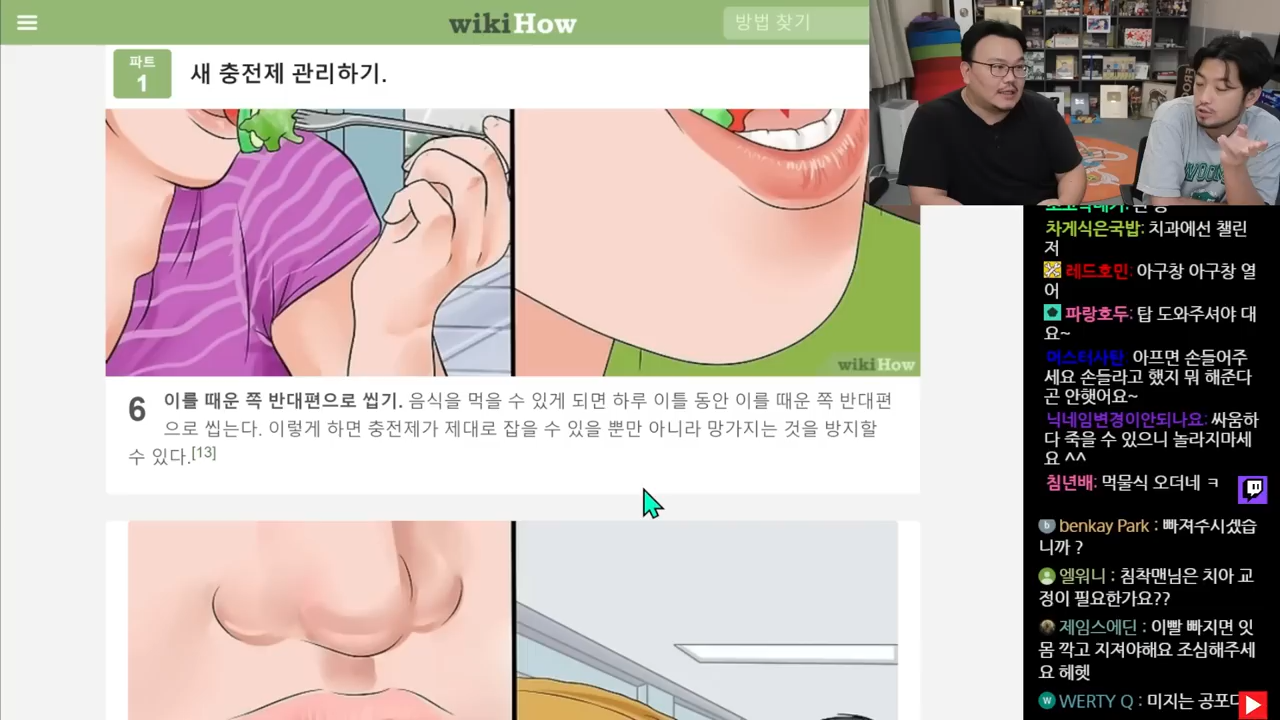 wikiHow
방법 찾기
파트
1
새 충전제 관리하기.
wikiHow
6 이를 때운 쪽 반대편으로 씹기. 음식을 먹을 수 있게 되면 하루 이틀 동안 이를 때운 쪽 반대편
으로 씹는다. 이렇게 하면 충전제가 제대로 잡을 수 있을 뿐만 아니라 망가지는 것을 방지할
수 있다.[13]
차게식은국밥: 치과에선 챌린
저
레드호민: 아구창 아구창 열
어
파랑호두: 탑 도와주셔야 대
요~
머스터사탄: 아프면 손들어주
세요 손들라고 했지 뭐 해준다
곤 안했어요~
닉네임변경이안되나요: 싸움하
다 죽을 수 있으니 놀라지마세
요 ^^
침년배: 먹물식 오더네 ㅋ
benkay Park : 빠져주시겠습
니까 ?
엘워니 : 침착맨님은 치아 교
정이 필요한가요??
제임스에딘 : 이빨 빠지면 잇
몸 깍고 지져야해요 조심해주세
요 헤헷
WERTY Q : 미지는 공포다